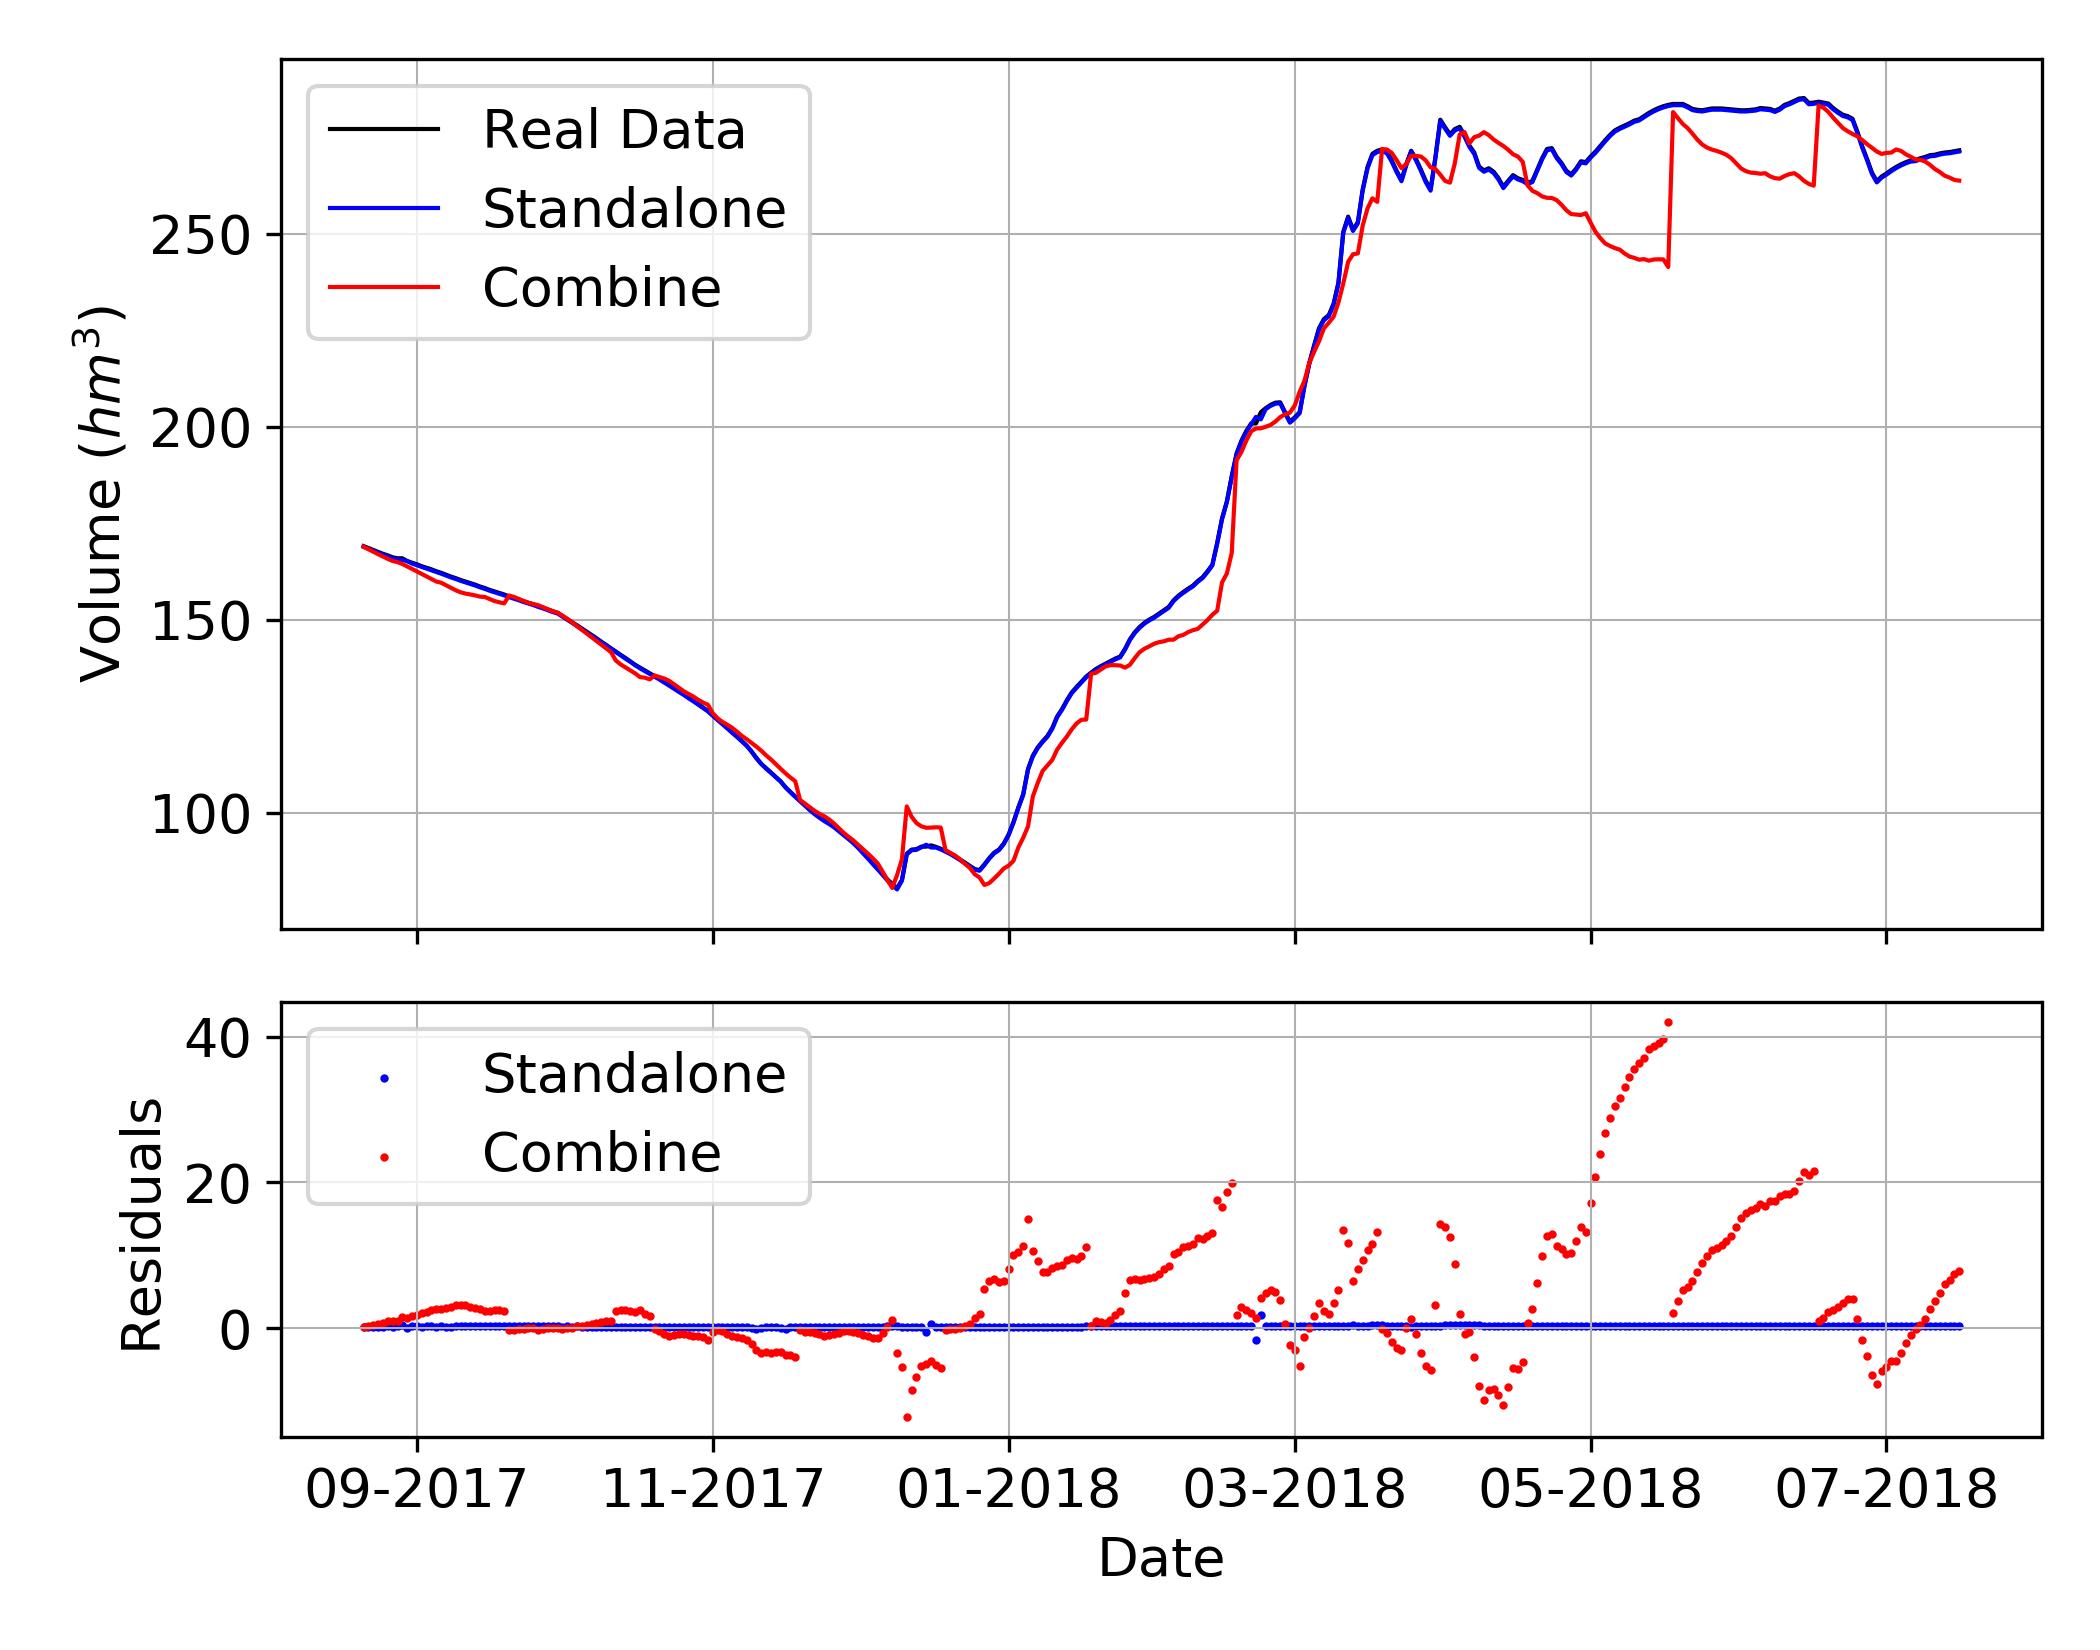 Real Data
Standalone
Combine
250
200
150
100
Volume (hm³)
Standalone
Combine
40
20
0
Residuals
09-2017 11-2017 01-2018 03-2018 05-2018 07-2018
Date